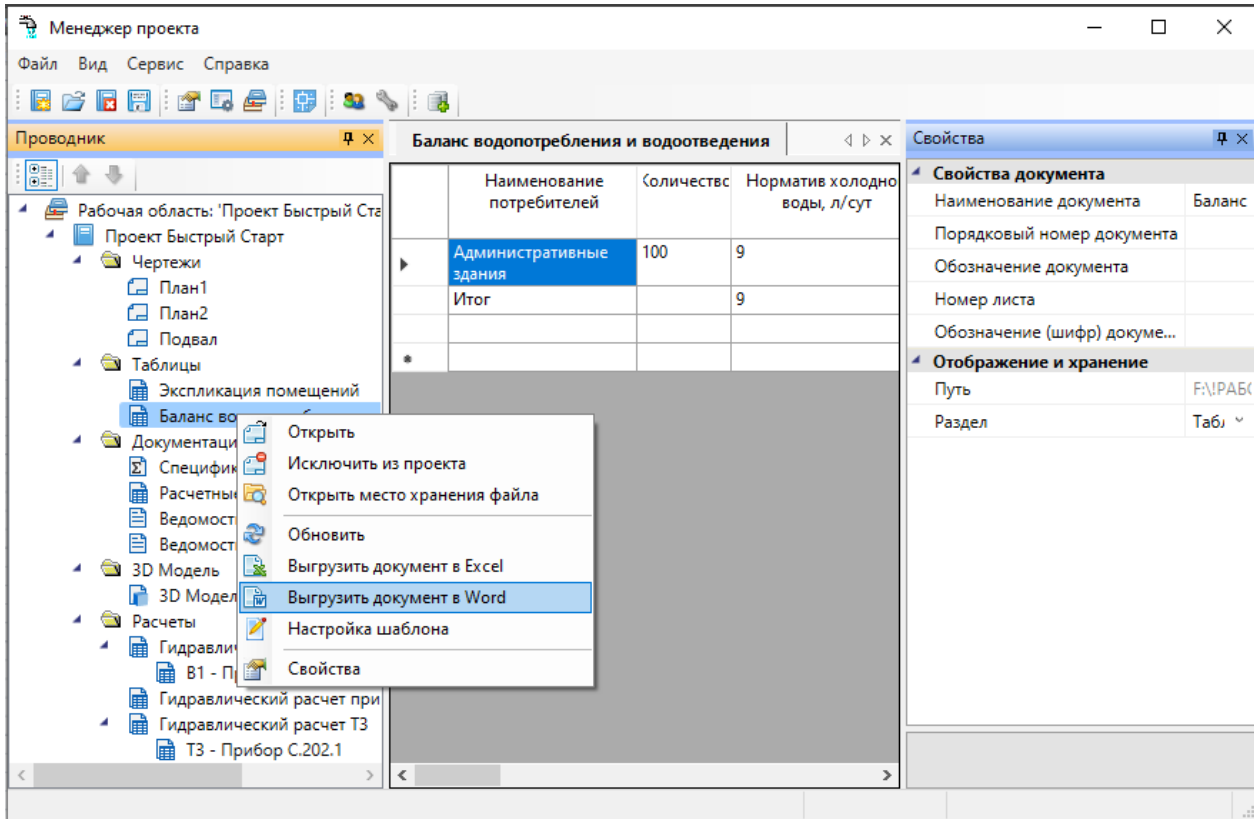 Менеджер проекта
Файл Вид Сервис Справка
Проводник
Рабочая область: 'Проект Быстрый Ста
Проект Быстрый Старт
Чертежи
План1
План2
Подвал
Таблицы
Экспликация помещений
Баланс
Документаци
Специфик
Расчетные
Ведомост
Ведомост
3D Модель
3D Модел
Расчеты
Гидравли
В1 - П
Гидравлический расчет при
Гидравлический расчет Т3
Т3 - Прибор С.202.1
Открыть
Исключить из проекта
Открыть место хранения файла
Обновить
Выгрузить документ в Excel
Выгрузить документ в Word
Настройка шаблона
Свойства
Баланс водопотребления и водоотведения
Наименование потребителей
Количество
Норматив холодно
воды, л/сут
Административные
здания
100
9
Итог
9
Свойства
Свойства документа
Наименование документа Баланс
Порядковый номер документа
Обозначение документа
Номер листа
Обозначение (шифр) докуме...
Отображение и хранение
Путь F:\!РАБО
Раздел Табл